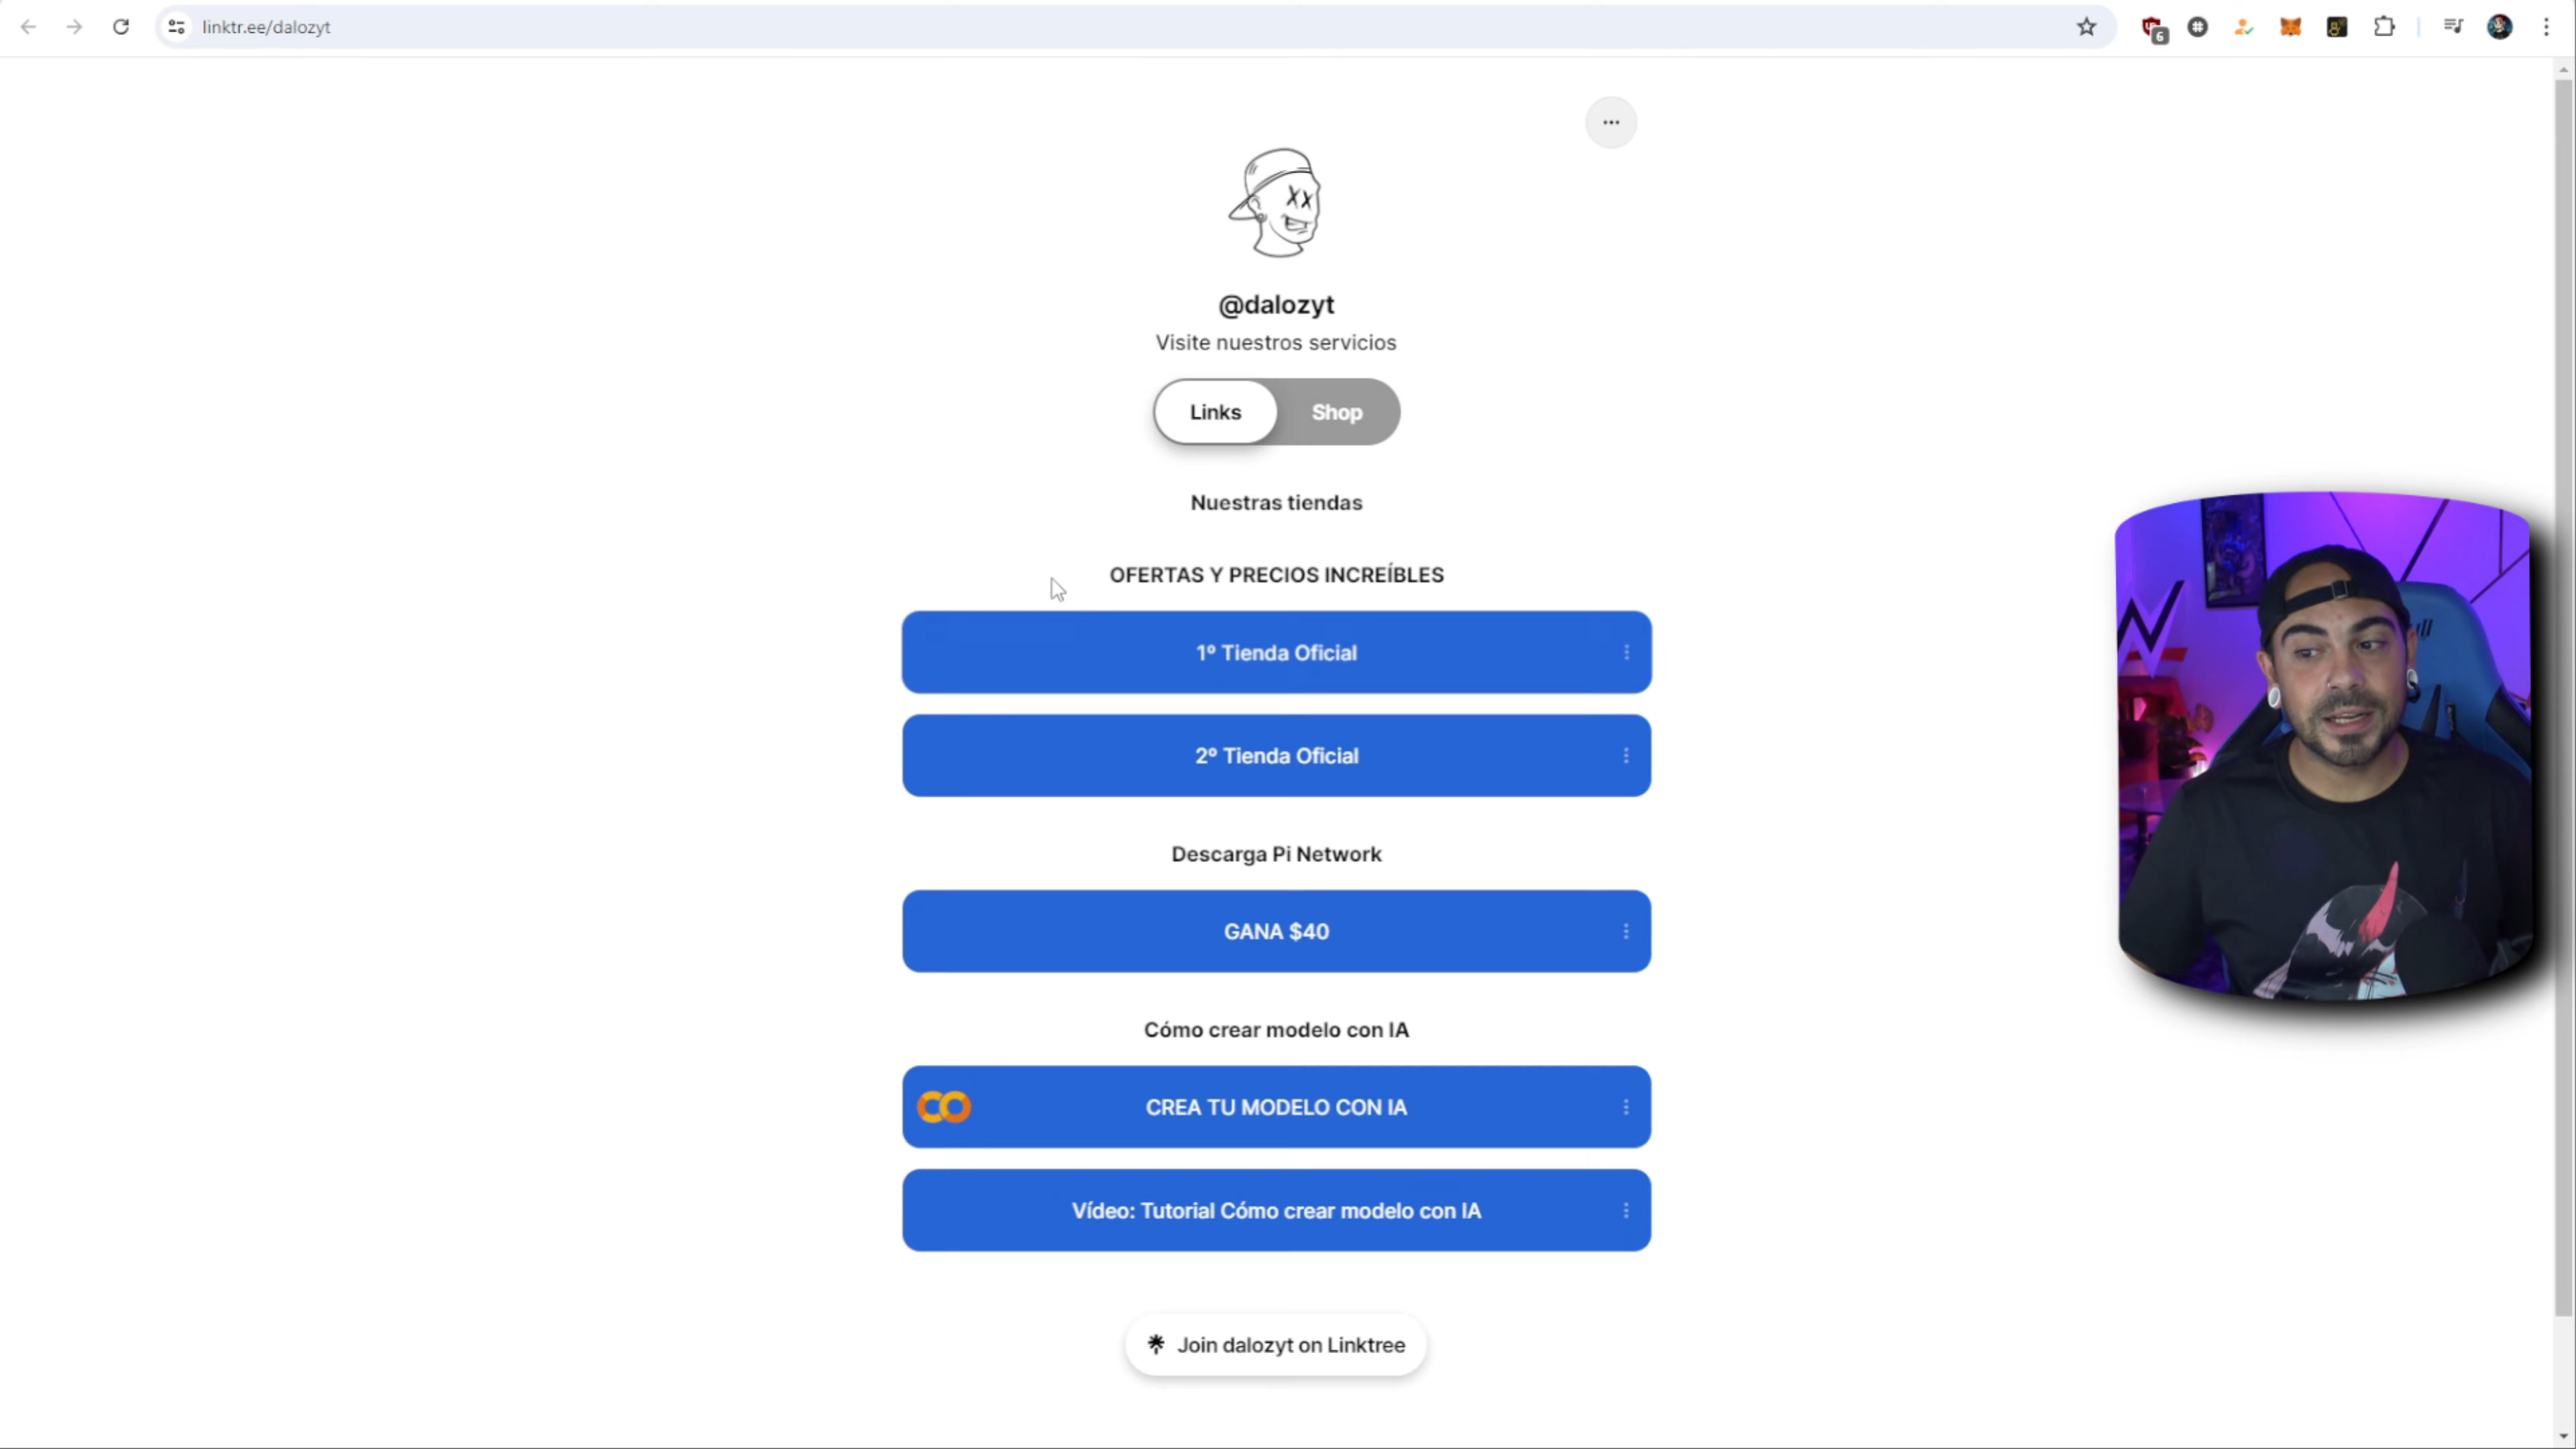 linktr.ee/dalozyt
6
@dalozyt
Visite nuestros servicios
Links
Shop
Nuestras tiendas
OFERTAS Y PRECIOS INCREÍBLES
1º Tienda Oficial
2º Tienda Oficial
Descarga Pi Network
GANA $40
Cómo crear modelo con IA
CREA TU MODELO CON IA
Vídeo: Tutorial Cómo crear modelo con IA
Join dalozyt on Linktree